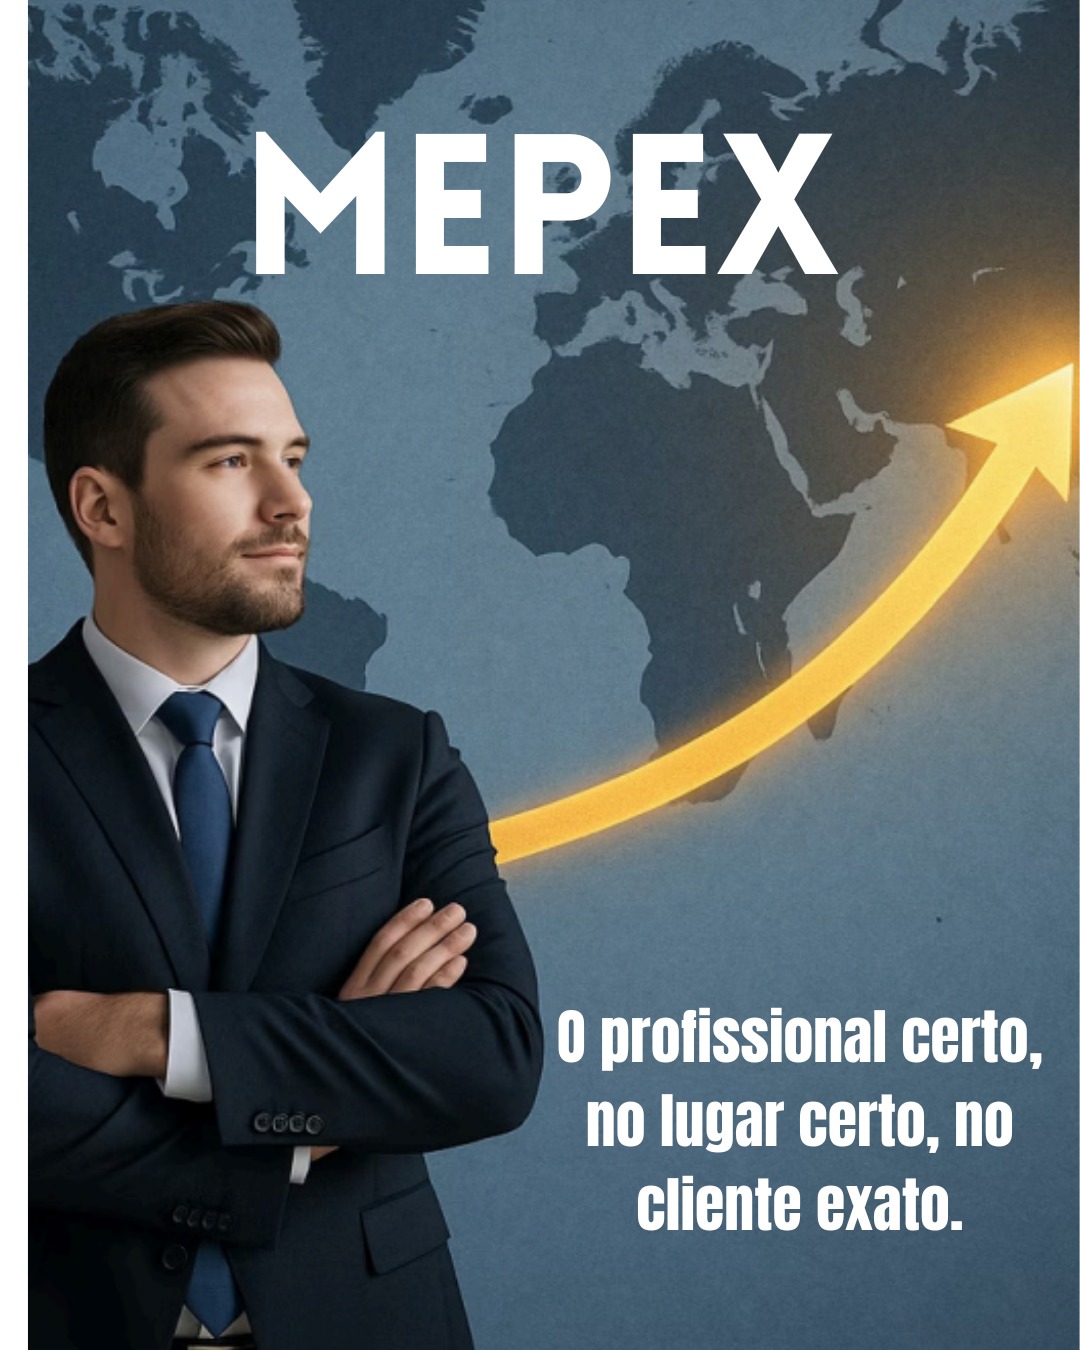 MEPEX
O profissional certo,
no lugar certo, no
cliente exato.